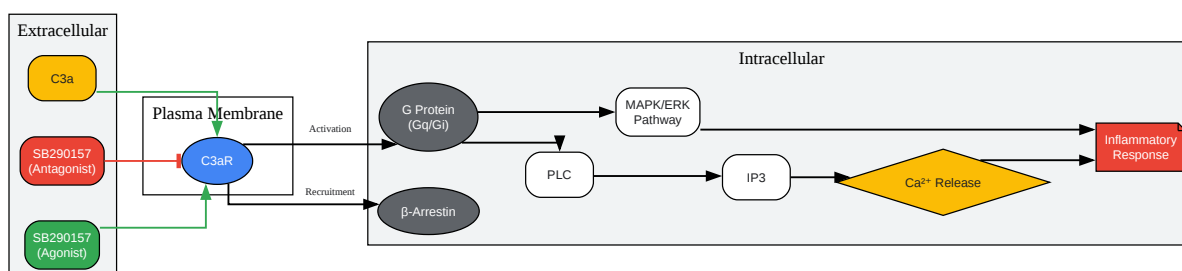 Extracellular
C3a
SB290157
(Antagonist)
SB290157
(Agonist)
Plasma Membrane
C3aR
Activation
Recruitment
Intracellular
G Protein
(Gq/Gi)
β-Arrestin
MAPK/ERK
Pathway
PLC
IP3
Ca²⁺ Release
Inflammatory
Response